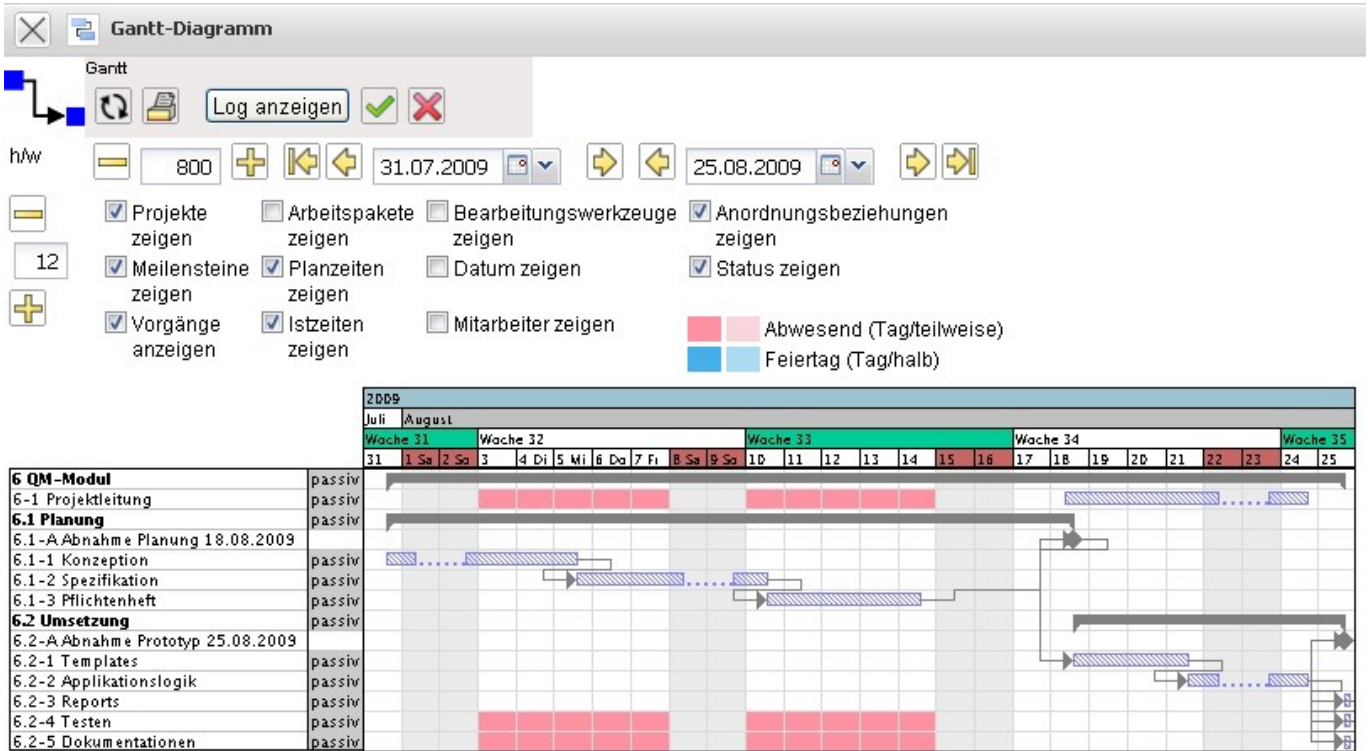 Gantt-Diagramm
Gantt
Log anzeigen
h/w
800
31.07.2009
25.08.2009
12
Projekte zeigen
Arbeitspakete zeigen
Bearbeitungswerkzeuge zeigen
Anordnungsbeziehungen zeigen
Meilensteine zeigen
Planzeiten zeigen
Datum zeigen
Status zeigen
Vorgänge anzeigen
Istzeiten zeigen
Mitarbeiter zeigen
Abwesend (Tag/teilweise)
Feiertag (Tag/halb)
2009
Juli August
Woche 31 Woche 32 Woche 33 Woche 34 Woche 35
31 1 Sa 2 So 3 4 Di 5 Mi 6 Do 7 Fr 8 Sa 9 So 10 11 12 13 14 15 16 17 18 19 20 21 22 23 24 25
6 QM-Modul passiv
6-1 Projektleitung passiv
6.1 Planung passiv
6.1-A Abnahme Planung 18.08.2009
6.1-1 Konzeption passiv
6.1-2 Spezifikation passiv
6.1-3 Pflichtenheft passiv
6.2 Umsetzung passiv
6.2-A Abnahme Prototyp 25.08.2009
6.2-1 Templates passiv
6.2-2 Applikationslogik passiv
6.2-3 Reports passiv
6.2-4 Testen passiv
6.2-5 Dokumentationen passiv